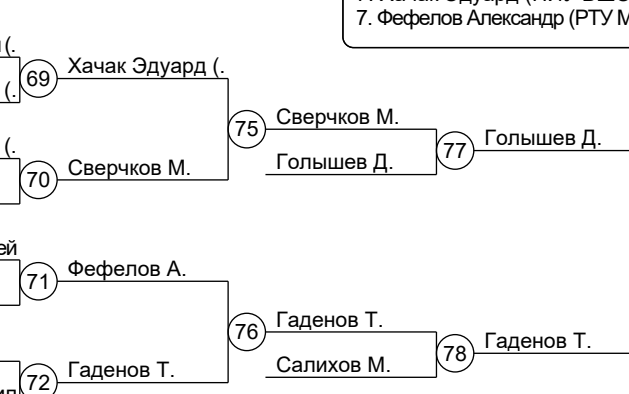 7. Фефелов Александр (РТУ М
(.
69
Хачак Эдуард (.
(.
75
Сверчков М.
77
Голышев Д.
(.
70
Сверчков М.
Голышев Д.
ей
71
Фефелов А.
76
Гаденов Т.
78
Гаденов Т.
72
Гаденов Т.
Салихов М.